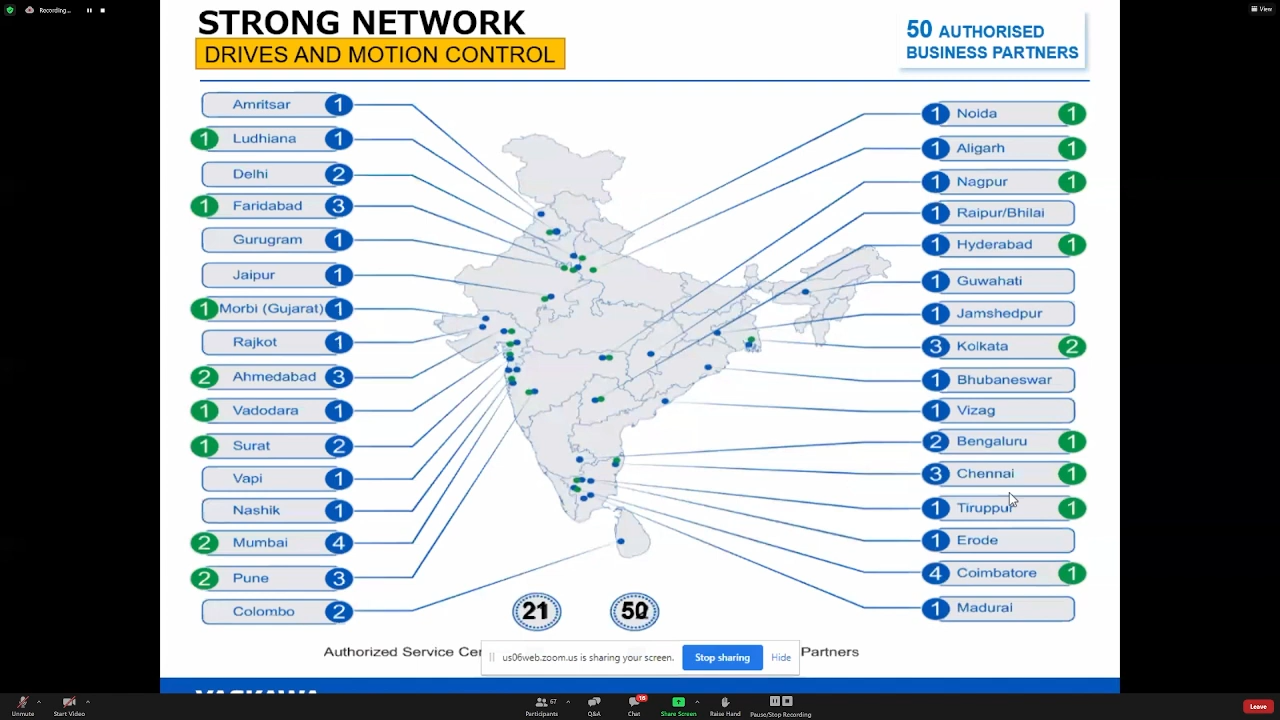 Recording...
View
STRONG NETWORK
DRIVES AND MOTION CONTROL
50 AUTHORISED
BUSINESS PARTNERS
Amritsar 1
1 Ludhiana 1
Delhi 2
1 Faridabad 3
Gurugram 1
Jaipur 1
1 Morbi (Gujarat) 1
Rajkot 1
2 Ahmedabad 3
1 Vadodara 1
1 Surat 2
Vapi 1
Nashik 1
2 Mumbai 4
2 Pune 3
Colombo 2
1 Noida 1
1 Aligarh 1
1 Nagpur 1
1 Raipur/Bhilai
1 Hyderabad 1
1 Guwahati
1 Jamshedpur
3 Kolkata 2
1 Bhubaneswar
1 Vizag
2 Bengaluru 1
3 Chennai 1
1 Tiruppur 1
1 Erode
4 Coimbatore 1
1 Madurai
21
50
Authorized Service Cer
Partners
us06web.zoom.us is sharing your screen. Stop sharing Hide
YASKAWA
Unmute
Start Video
67
Participants
Q&A
Chat
Share Screen
Raise Hand
Pause/Stop Recording
Leave